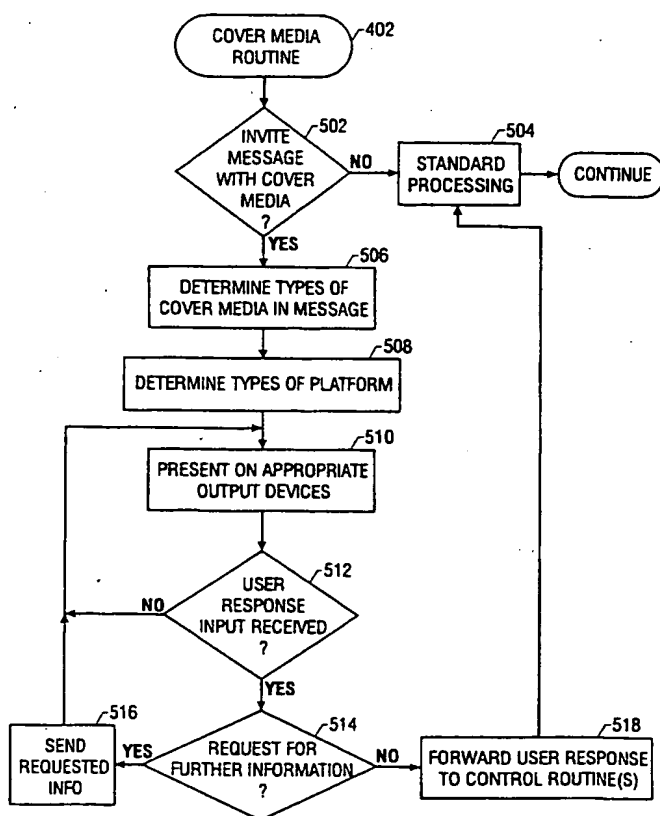 COVER MEDIA
ROUTINE
402
INVITE
MESSAGE
WITH COVER
MEDIA
?
502
NO
504
STANDARD
PROCESSING
CONTINUE
YES
506
DETERMINE TYPES OF
COVER MEDIA IN MESSAGE
508
DETERMINE TYPES OF PLATFORM
510
PRESENT ON APPROPRIATE
OUTPUT DEVICES
512
USER
RESPONSE
INPUT RECEIVED
?
NO
YES
514
REQUEST FOR
FURTHER INFORMATION
?
516
SEND
REQUESTED
INFO
YES
NO
518
FORWARD USER RESPONSE
TO CONTROL ROUTINE(S)